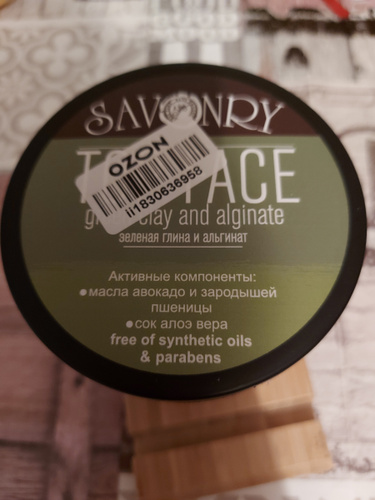 SAVONRY
OZON
ii1830636958
FACE
clay and alginate
зеленая глина и альгинат
Активные компоненты:
•масла авокадо и зародышей
пшеницы
•сок алоэ вера
free of synthetic oils
& parabens